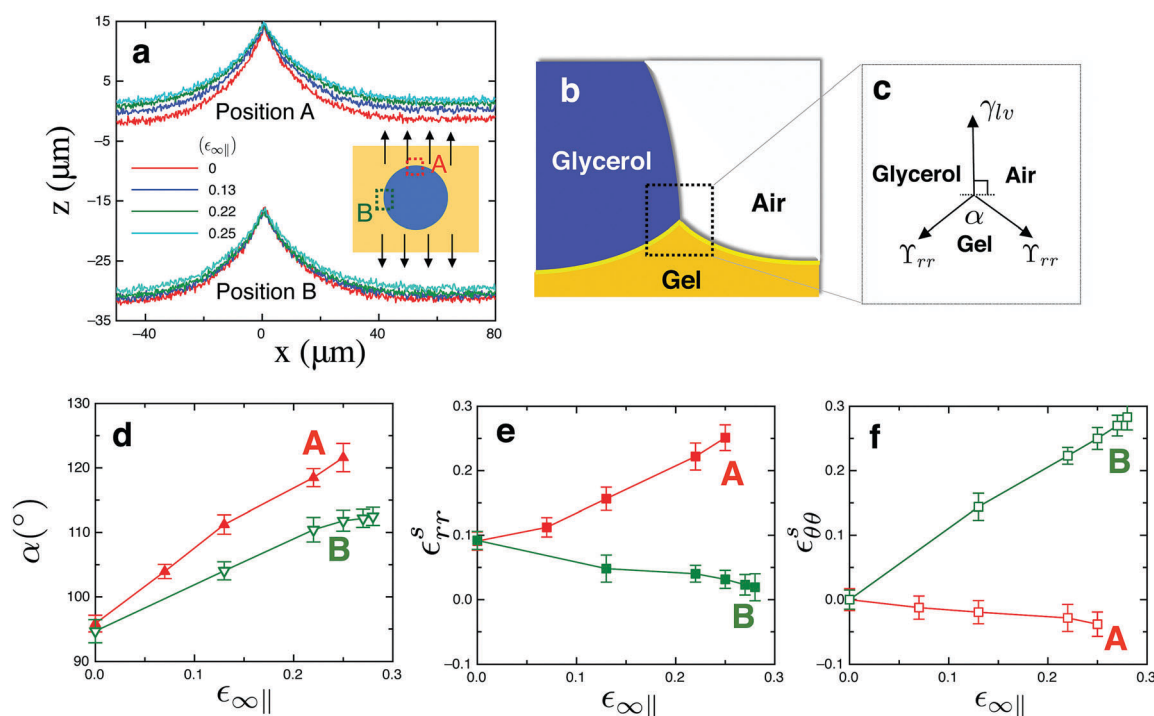 a
15
5
−5
−15
−25
−35
z (μm)
Position A
(ϵ∞||)
0
0.13
0.22
0.25
A
B
Position B
−40
0
40
80
x (μm)
b
Glycerol
Air
Gel
c
γlv
Glycerol
Air
α
Gel
ϒrr
ϒrr
d
130
120
110
100
90
α(°)
A
B
0.0
0.1
0.2
0.3
ϵ∞||
e
0.3
0.2
0.1
0.0
−0.1
ϵsrr
A
B
0.0
0.1
0.2
0.3
ϵ∞||
f
0.3
0.2
0.1
0.0
−0.1
ϵsθθ
B
A
0.0
0.1
0.2
0.3
ϵ∞||